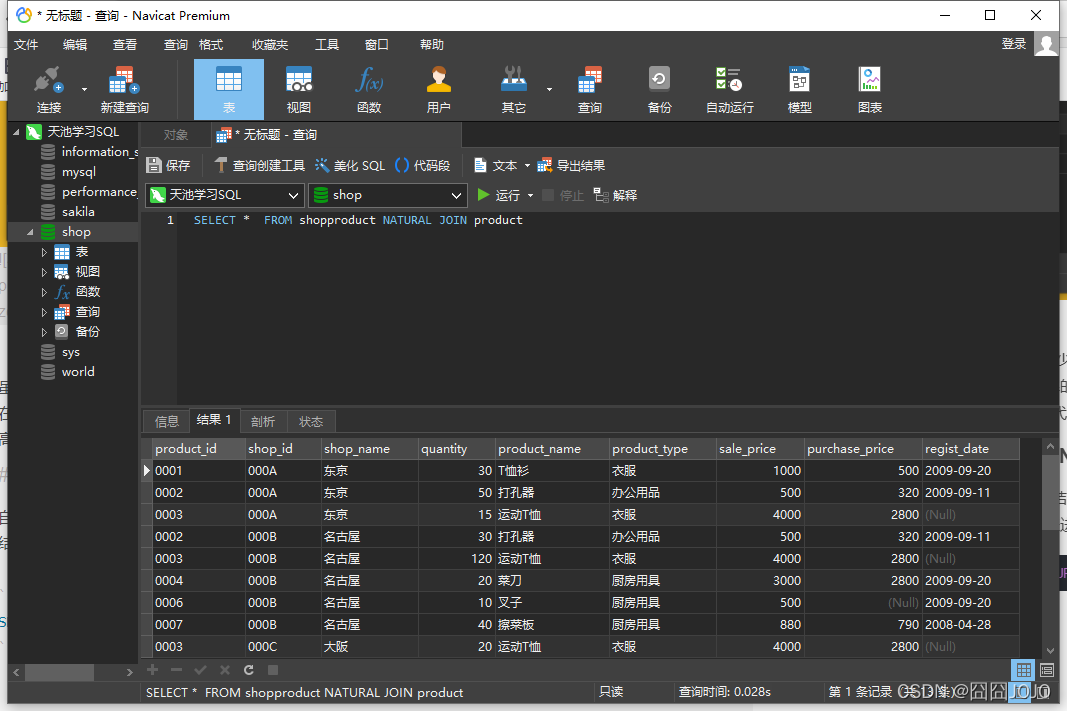 * 无标题 - 查询 - Navicat Premium
文件 编辑 查看 查询 格式 收藏夹 工具 窗口 帮助 登录
连接 新建查询 表 视图 函数 用户 其它 查询 备份 自动运行 模型 图表
天池学习SQL
information_s
mysql
performance_
sakila
shop
表
视图
函数
查询
备份
sys
world
对象 * 无标题 - 查询
保存 查询创建工具 美化 SQL 代码段 文本 导出结果
天池学习SQL shop 运行 停止 解释
1 SELECT * FROM shopproduct NATURAL JOIN product
信息 结果 1 剖析 状态
product_id shop_id shop_name quantity product_name product_type sale_price purchase_price regist_date
0001 000A 东京 30 T恤衫 衣服 1000 500 2009-09-20
0002 000A 东京 50 打孔器 办公用品 500 320 2009-09-11
0003 000A 东京 15 运动T恤 衣服 4000 2800 (Null)
0002 000B 名古屋 30 打孔器 办公用品 500 320 2009-09-11
0003 000B 名古屋 120 运动T恤 衣服 4000 2800 (Null)
0004 000B 名古屋 20 菜刀 厨房用具 3000 2800 2009-09-20
0006 000B 名古屋 10 叉子 厨房用具 500 (Null) 2009-09-20
0007 000B 名古屋 40 擦菜板 厨房用具 880 790 2008-04-28
0003 000C 大阪 20 运动T恤 衣服 4000 2800 (Null)
SELECT * FROM shopproduct NATURAL JOIN product 只读 查询时间: 0.028s 第 1 条记录 (共 13 条)
CSDN @囧囧JOJO